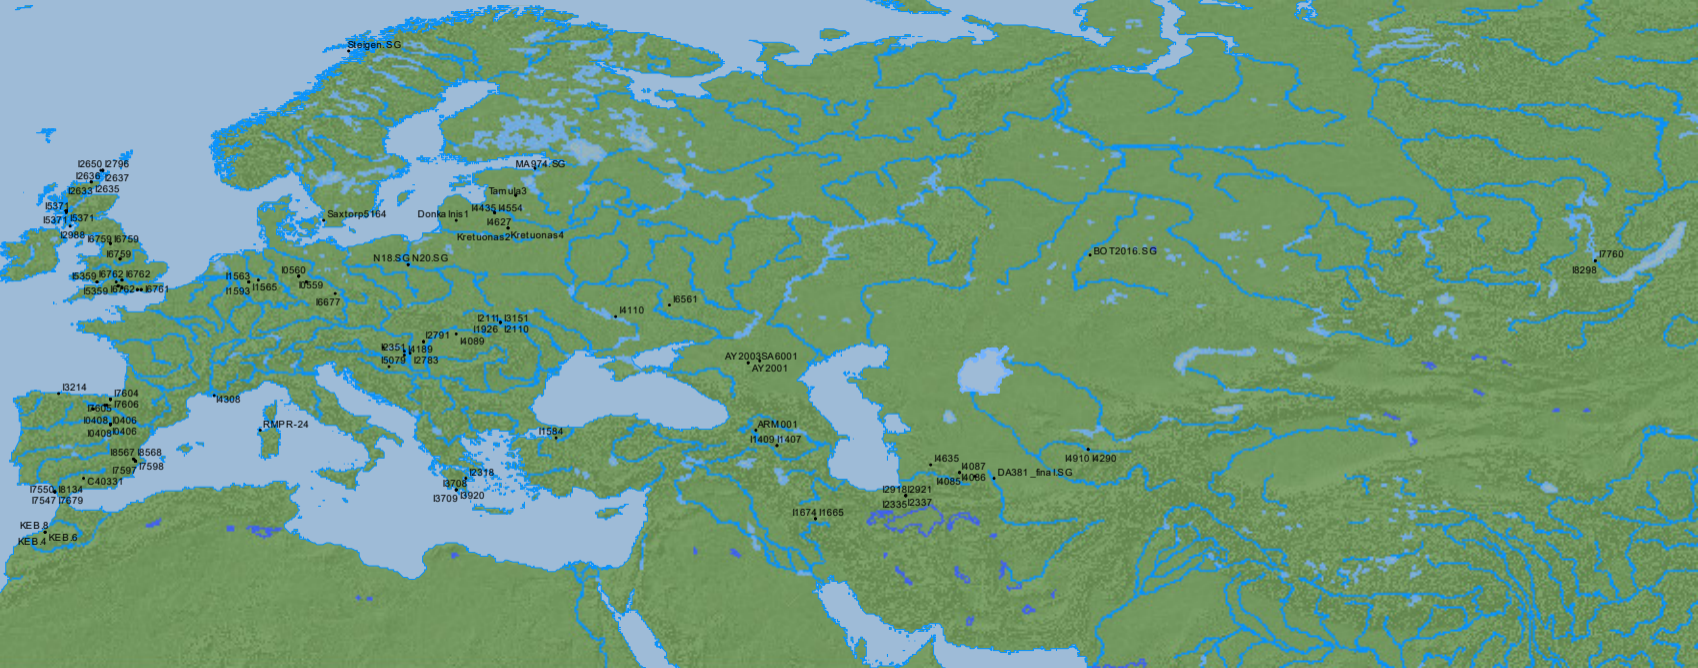 Steigen.SG
I2650 I2796
I2636 I2637
I2633 I2635
MA974.SG
Tamula3
I5371
I5371 I5371
I2988
Saxtorp5164
Donkalnis1
I4435 I4554
I4627
Kretuonas2 Kretuonas4
I6759 I6759
I6759
N18.SG N20.SG
BOT2016.SG
I7760
I8298
I5359 I6762 I6762
I5359 I6762 I6761
I1563
I1593 I1565
I0560
I0559
I6677
I6561
I4110
I2111 I3151
I1926 I2110
I2791
I4089
I2351 I4189
I5079 I2783
AY2003 SA6001
AY2001
I3214
I7604
I7605 I7606
I4308
I0408 I0406
I0408 I0406
RMPR-24
I1584
ARM001
I1409 I1407
I8567 I8568
I7597 I7598
C40331
I7550 I8134
I7547 I7679
I2318
I3708
I3709 I3920
I4635
I4087
I4085 I4086
DA381_final.SG
I4910 I4290
I2918 I2921
I2335 I2337
I1674 I1665
KEB.8
KEB.4 KEB.6